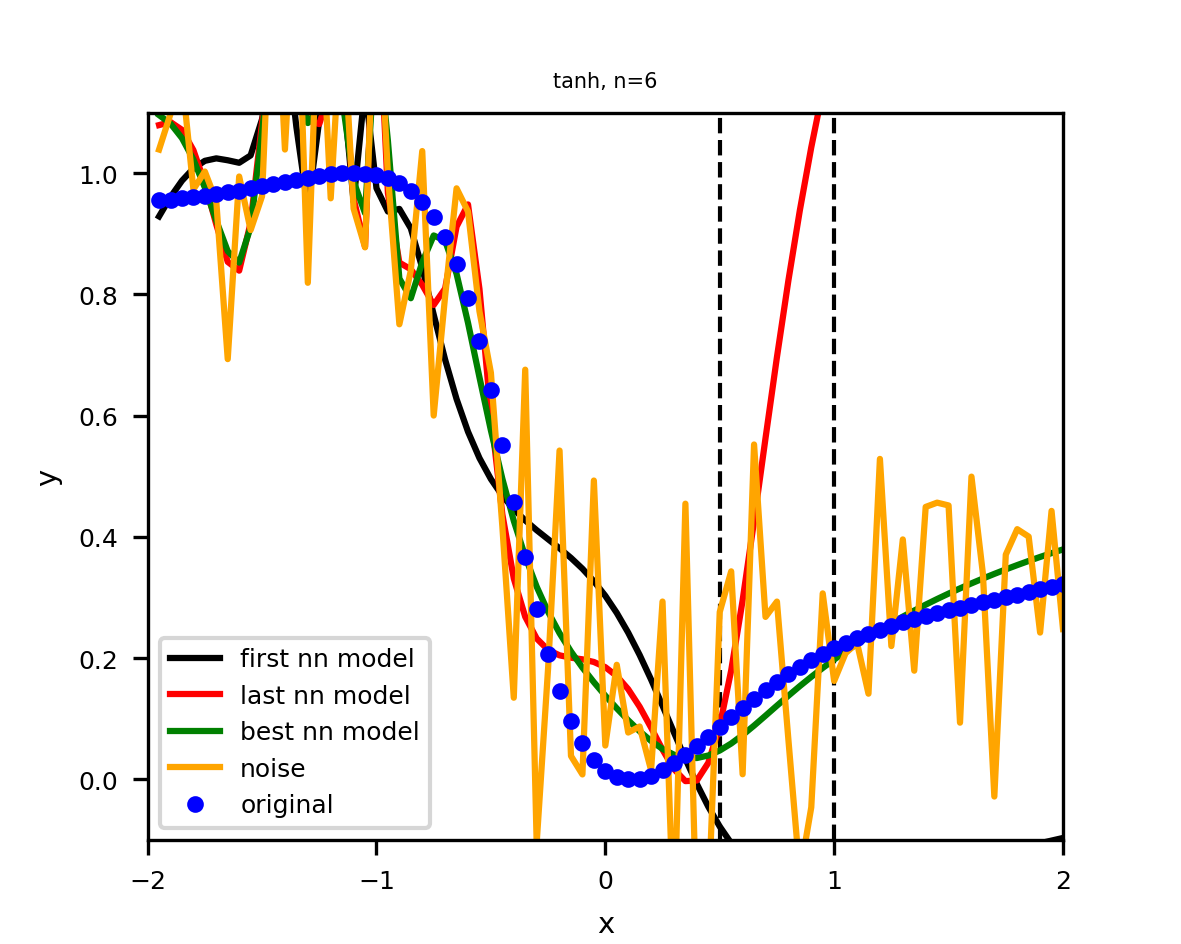 tanh, n=6
y
1.0
0.8
0.6
0.4
0.2
0.0
first nn model
last nn model
best nn model
noise
original
−2
−1
0
1
2
x